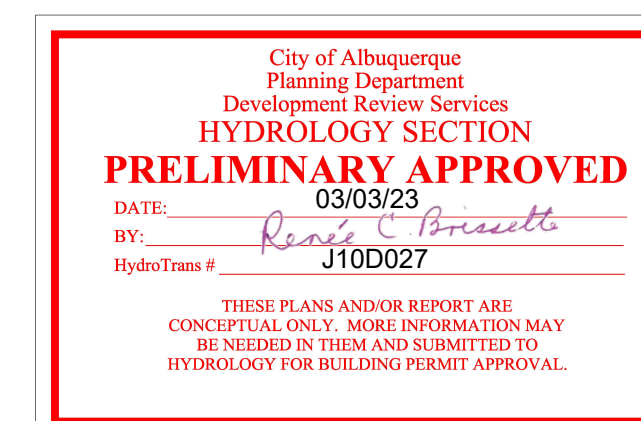 City of Albuquerque
Planning Department
Development Review Services
HYDROLOGY SECTION
PRELIMINARY APPROVED
DATE: 03/03/23
BY: Renée C. Brissette
HydroTrans # J10D027
THESE PLANS AND/OR REPORT ARE
CONCEPTUAL ONLY. MORE INFORMATION MAY
BE NEEDED IN THEM AND SUBMITTED TO
HYDROLOGY FOR BUILDING PERMIT APPROVAL.